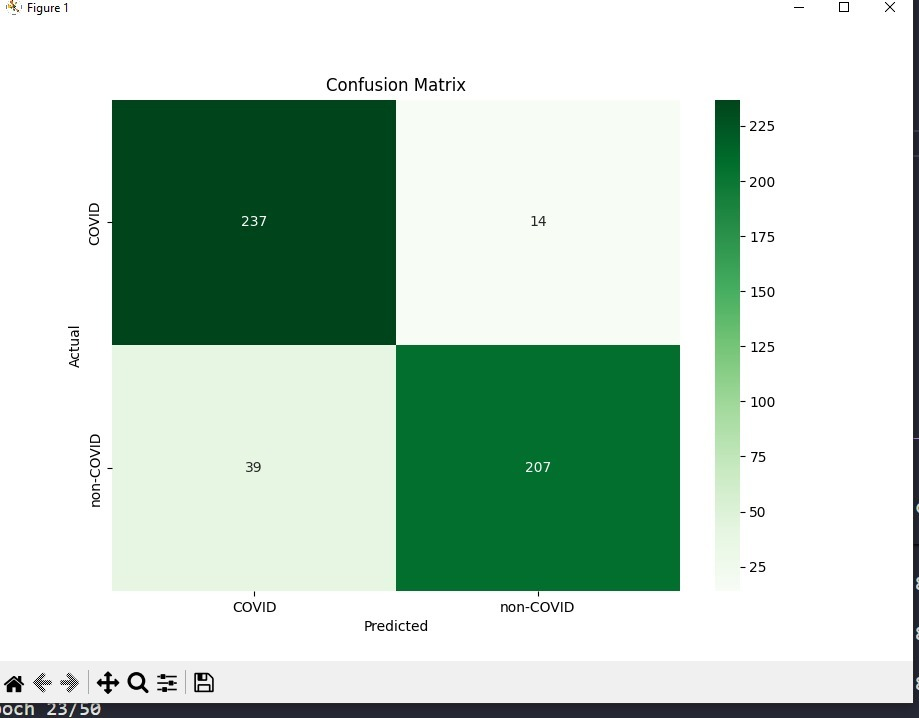 Figure 1
Confusion Matrix
COVID
237
14
Actual
non-COVID
39
207
COVID
non-COVID
Predicted
225
200
175
150
125
100
75
50
25
och 23/50